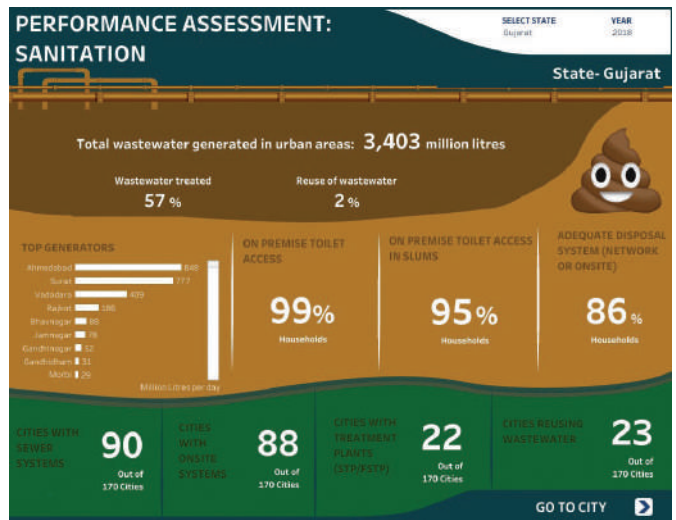 PERFORMANCE ASSESSMENT:
SANITATION
SELECT STATE
Gujarat
YEAR
2018
State- Gujarat
Total wastewater generated in urban areas: 3,403 million litres
Wastewater treated
57 %
Reuse of wastewater
2 %
TOP GENERATORS
Ahmedabad 848
Surat 777
Vadodara 409
Rajkot 186
Bhavnagar 89
Jamnagar 78
Gandhinagar
Gandhidham 31
Morbi 29
Million Litres per day
ON PREMISE TOILET
ACCESS
99%
Households
ON PREMISE TOILET ACCESS
IN SLUMS
95%
Households
ADEQUATE DISPOSAL
SYSTEM (NETWORK
OR ONSITE)
86 %
Households
CITIES WITH
SEWER
SYSTEMS
90
Out of
170 Cities
CITIES
WITH
ONSITE
SYSTEMS
88
Out of
170 Cities
CITIES WITH
TREATMENT
PLANTS
(STP/FSTP)
22
Out of
170 Cities
CITIES REUSING
WASTEWATER
23
Out of
170 Cities
GO TO CITY